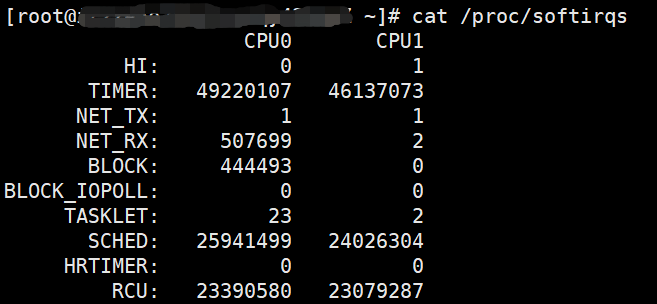 [root@ ~]# cat /proc/softirqs
CPU0 CPU1
HI: 0 1
TIMER: 49220107 46137073
NET_TX: 1 1
NET_RX: 507699 2
BLOCK: 444493 0
BLOCK_IOPOLL: 0 0
TASKLET: 23 2
SCHED: 25941499 24026304
HRTIMER: 0 0
RCU: 23390580 23079287